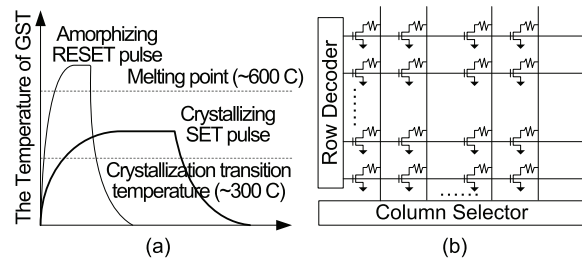 The Temperature of GST
Amorphizing
RESET pulse
Melting point (~600 C)
Crystallizing
SET pulse
Crystallization transition
temperature (~300 C)
(a)
Row Decoder
Column Selector
(b)